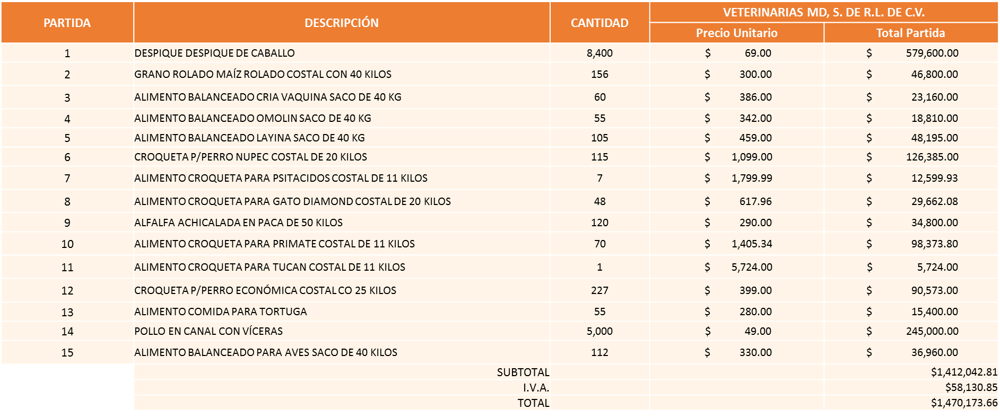 PARTIDA DESCRIPCIÓN CANTIDAD VETERINARIAS MD, S. DE R.L. DE C.V.
Precio Unitario Total Partida
1 DESPIQUE DESPIQUE DE CABALLO 8,400 $ 69.00 $ 579,600.00
2 GRANO ROLADO MAÍZ ROLADO COSTAL CON 40 KILOS 156 $ 300.00 $ 46,800.00
3 ALIMENTO BALANCEADO CRIA VAQUINA SACO DE 40 KG 60 $ 386.00 $ 23,160.00
4 ALIMENTO BALANCEADO OMOLIN SACO DE 40 KG 55 $ 342.00 $ 18,810.00
5 ALIMENTO BALANCEADO LAYINA SACO DE 40 KG 105 $ 459.00 $ 48,195.00
6 CROQUETA P/PERRO NUPEC COSTAL DE 20 KILOS 115 $ 1,099.00 $ 126,385.00
7 ALIMENTO CROQUETA PARA PSITACIDOS COSTAL DE 11 KILOS 7 $ 1,799.99 $ 12,599.93
8 ALIMENTO CROQUETA PARA GATO DIAMOND COSTAL DE 20 KILOS 48 $ 617.96 $ 29,662.08
9 ALFALFA ACHICALADA EN PACA DE 50 KILOS 120 $ 290.00 $ 34,800.00
10 ALIMENTO CROQUETA PARA PRIMATE COSTAL DE 11 KILOS 70 $ 1,405.34 $ 98,373.80
11 ALIMENTO CROQUETA PARA TUCAN COSTAL DE 11 KILOS 1 $ 5,724.00 $ 5,724.00
12 CROQUETA P/PERRO ECONÓMICA COSTAL CO 25 KILOS 227 $ 399.00 $ 90,573.00
13 ALIMENTO COMIDA PARA TORTUGA 55 $ 280.00 $ 15,400.00
14 POLLO EN CANAL CON VÍCERAS 5,000 $ 49.00 $ 245,000.00
15 ALIMENTO BALANCEADO PARA AVES SACO DE 40 KILOS 112 $ 330.00 $ 36,960.00
SUBTOTAL $1,412,042.81
I.V.A. $58,130.85
TOTAL $1,470,173.66